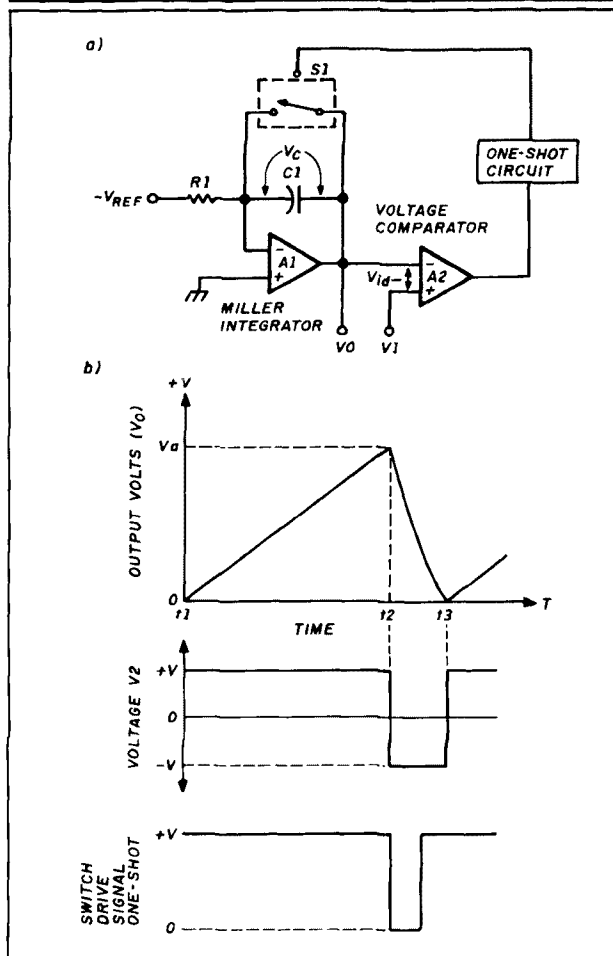 a)
S1
Vc
C1
R1
-VREF
ONE-SHOT
CIRCUIT
VOLTAGE
COMPARATOR
-
A1
+
Vid
-
A2
+
MILLER
INTEGRATOR
VO
V1
b)
+V
OUTPUT VOLTS (VO)
Va
0
t1
t2
t3
T
TIME
VOLTAGE V2
+V
0
-V
SWITCH
DRIVE
SIGNAL
ONE-SHOT
+V
0